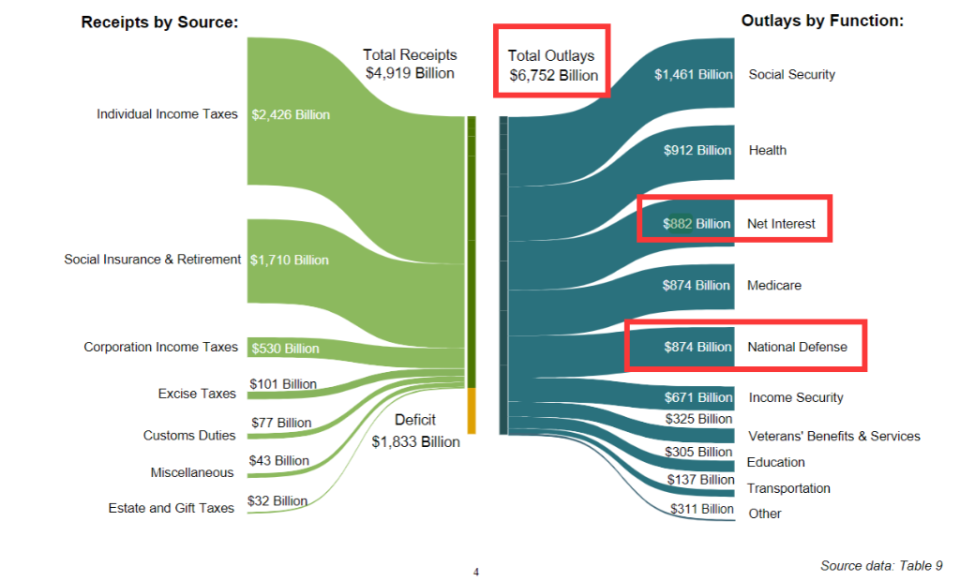 Receipts by Source:
Individual Income Taxes
$2,426 Billion
Social Insurance & Retirement
$1,710 Billion
Corporation Income Taxes
$530 Billion
Excise Taxes
$101 Billion
Customs Duties
$77 Billion
Miscellaneous
$43 Billion
Estate and Gift Taxes
$32 Billion
Total Receipts
$4,919 Billion
Deficit
$1,833 Billion
Total Outlays
$6,752 Billion
Outlays by Function:
$1,461 Billion
Social Security
$912 Billion
Health
$882 Billion
Net Interest
$874 Billion
Medicare
$874 Billion
National Defense
$671 Billion
Income Security
$325 Billion
Veterans' Benefits & Services
$305 Billion
Education
$137 Billion
Transportation
$311 Billion
Other
4
Source data: Table 9